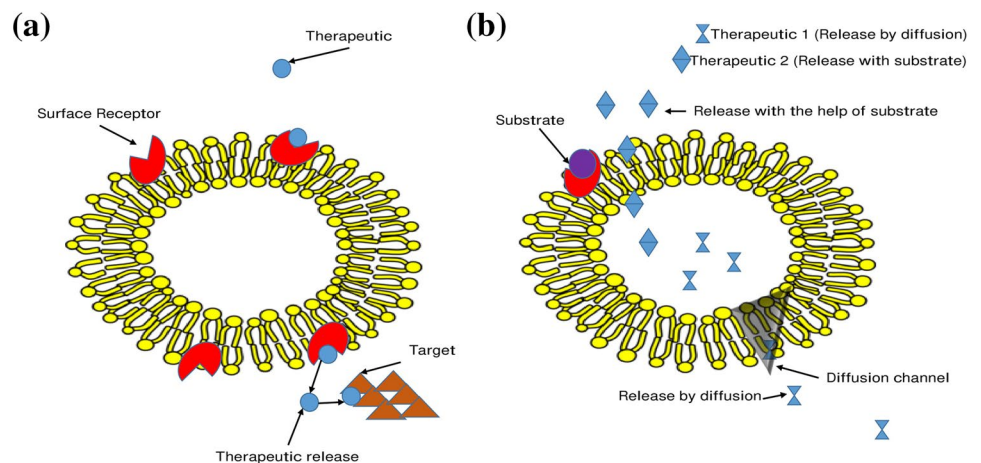 (a)
Therapeutic
Surface Receptor
Target
Therapeutic release
(b)
Therapeutic 1 (Release by diffusion)
Therapeutic 2 (Release with substrate)
Release with the help of substrate
Substrate
Diffusion channel
Release by diffusion